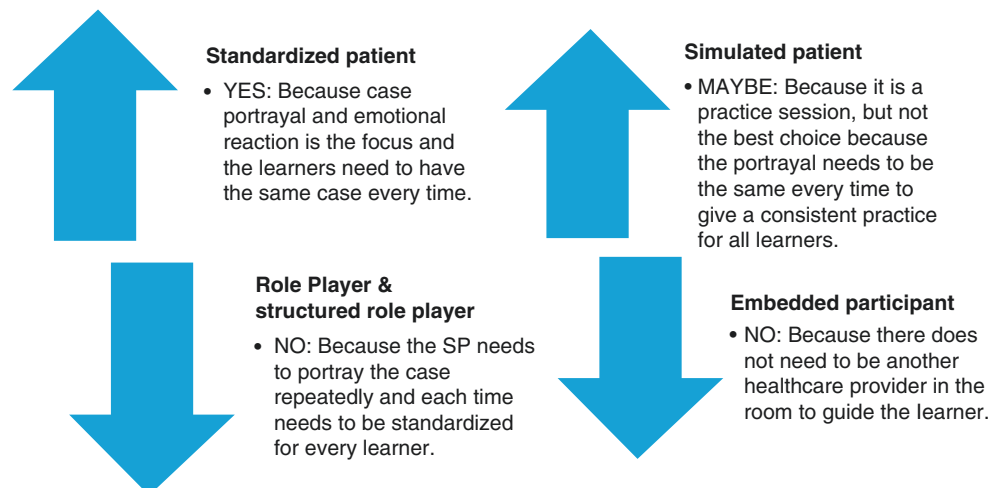 Standardized patient
• YES: Because case
portrayal and emotional
reaction is the focus and
the learners need to have
the same case every time.
Simulated patient
• MAYBE: Because it is a
practice session, but not
the best choice because
the portrayal needs to be
the same every time to
give a consistent practice
for all learners.
Role Player &
structured role player
• NO: Because the SP needs
to portray the case
repeatedly and each time
needs to be standardized
for every learner.
Embedded participant
• NO: Because there does
not need to be another
healthcare provider in the
room to guide the learner.